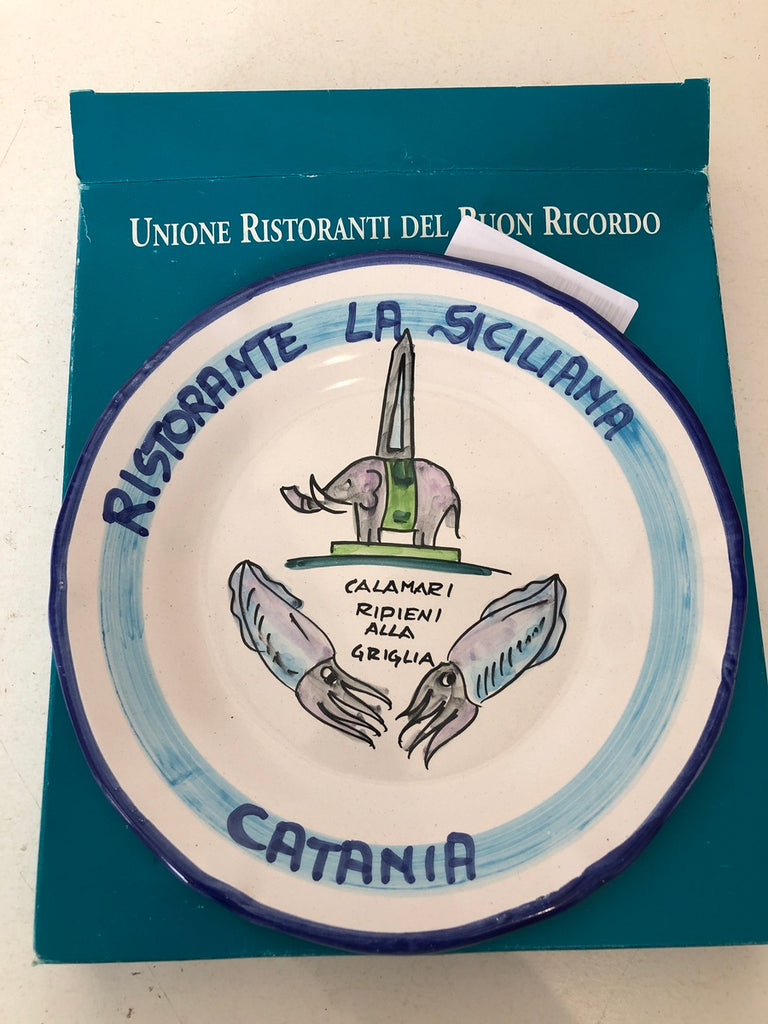 UNIONE RISTORANTI DEL BUON RICORDO
RISTORANTE LA SICILIANA
CALAMARI
RIPIENI
ALLA
GRIGLIA
CATANIA